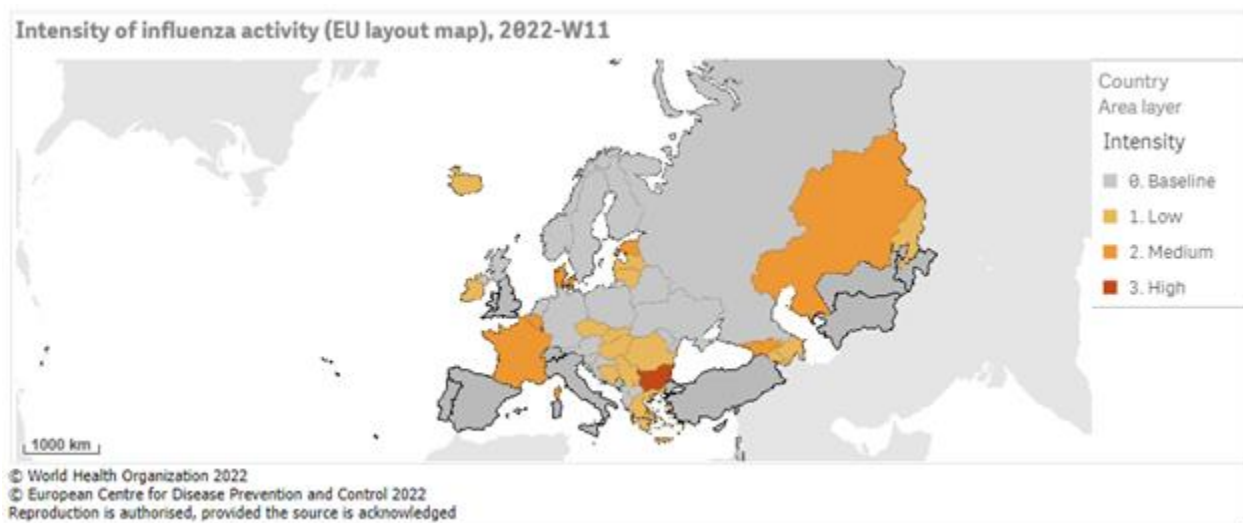 Intensity of influenza activity (EU layout map), 2022-W11
Country
Area layer
Intensity
0. Baseline
1. Low
2. Medium
3. High
1000 km
© World Health Organization 2022
© European Centre for Disease Prevention and Control 2022
Reproduction is authorised, provided the source is acknowledged